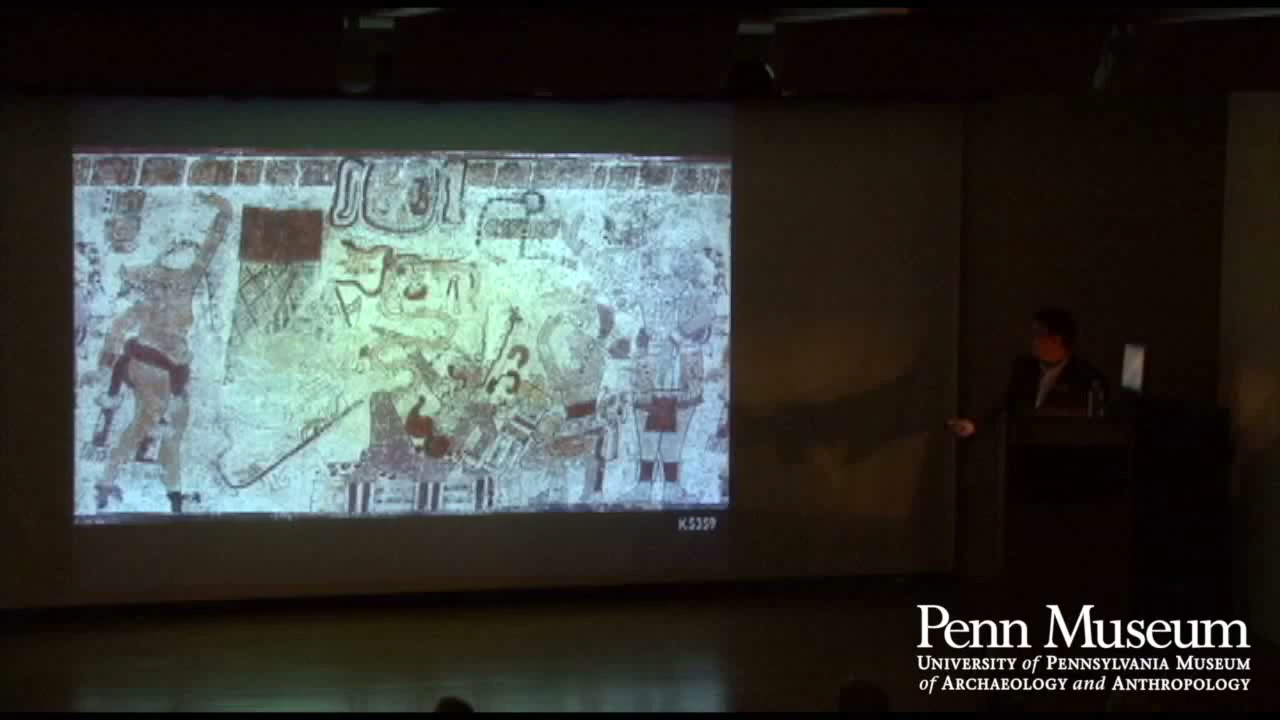 K5359
Penn Museum
UNIVERSITY of PENNSYLVANIA MUSEUM
of ARCHAEOLOGY and ANTHROPOLOGY